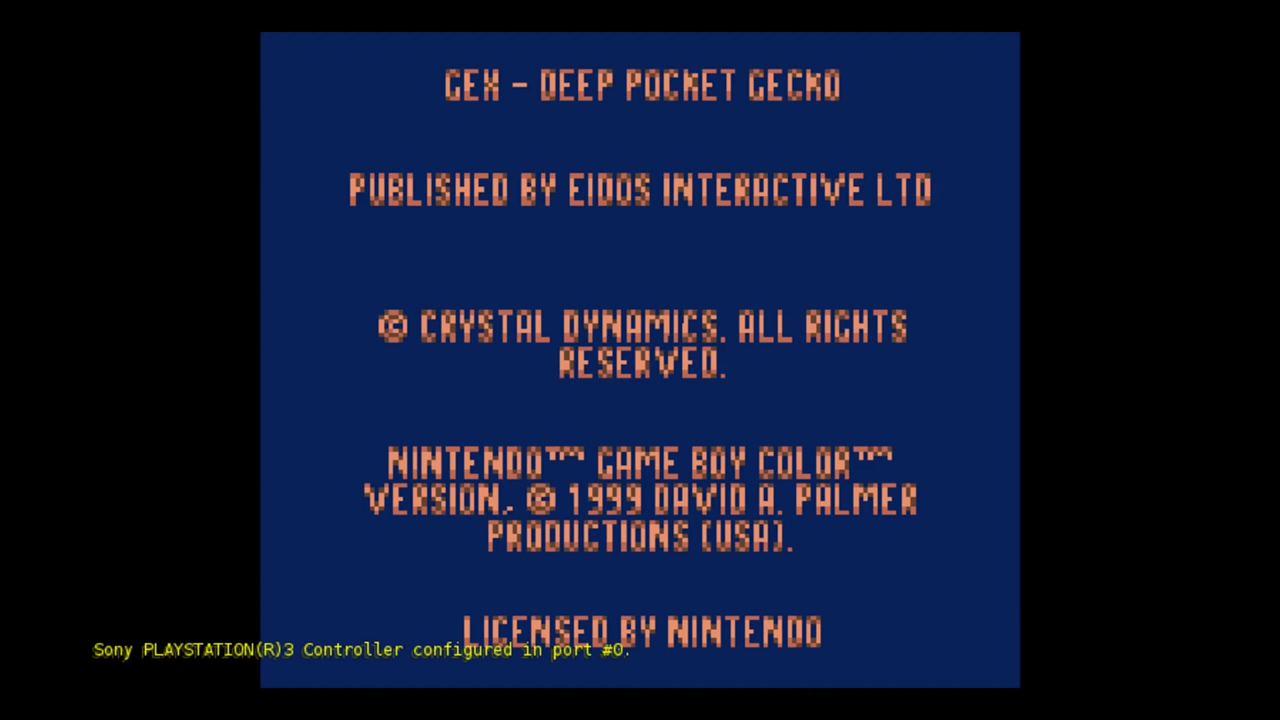 GEX - DEEP POCKET GECKO
PUBLISHED BY EIDOS INTERACTIVE LTD
© CRYSTAL DYNAMICS. ALL RIGHTS
RESERVED.
NINTENDO™ GAME BOY COLOR™
VERSION, © 1999 DAVID A. PALMER
PRODUCTIONS (USA).
LICENSED BY NINTENDO
Sony PLAYSTATION(R)3 Controller configured in port #0.